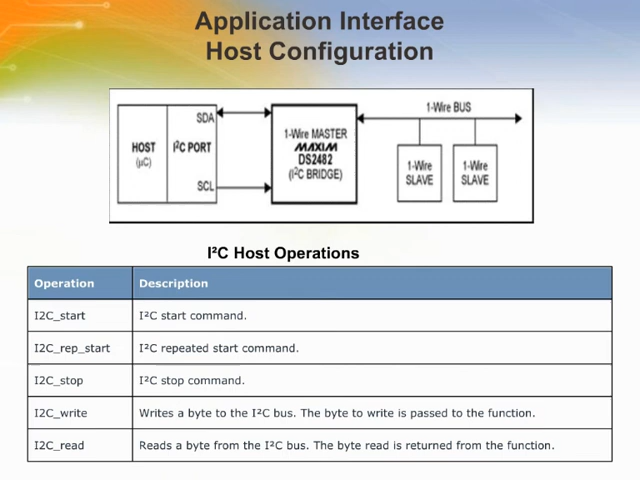 Application Interface
Host Configuration
SDA
1-Wire BUS
HOST
(μC)
I²C PORT
1-Wire MASTER
MAXIM
DS2482
(I²C BRIDGE)
1-Wire
SLAVE
1-Wire
SLAVE
SCL
I²C Host Operations
Operation Description
I2C_start I²C start command.
I2C_rep_start I²C repeated start command.
I2C_stop I²C stop command.
I2C_write Writes a byte to the I²C bus. The byte to write is passed to the function.
I2C_read Reads a byte from the I²C bus. The byte read is returned from the function.